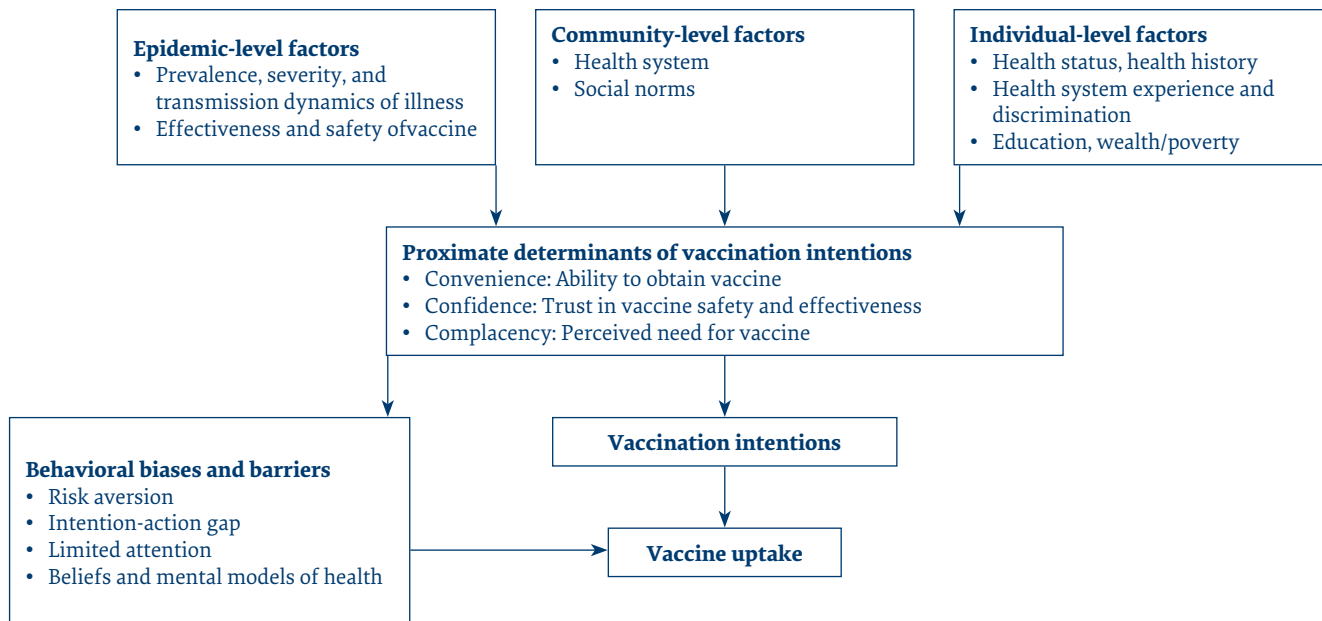 Epidemic-level factors
• Prevalence, severity, and
transmission dynamics of illness
• Effectiveness and safety ofvaccine
Community-level factors
• Health system
• Social norms
Individual-level factors
• Health status, health history
• Health system experience and
discrimination
• Education, wealth/poverty
Proximate determinants of vaccination intentions
• Convenience: Ability to obtain vaccine
• Confidence: Trust in vaccine safety and effectiveness
• Complacency: Perceived need for vaccine
Behavioral biases and barriers
• Risk aversion
• Intention-action gap
• Limited attention
• Beliefs and mental models of health
Vaccination intentions
Vaccine uptake